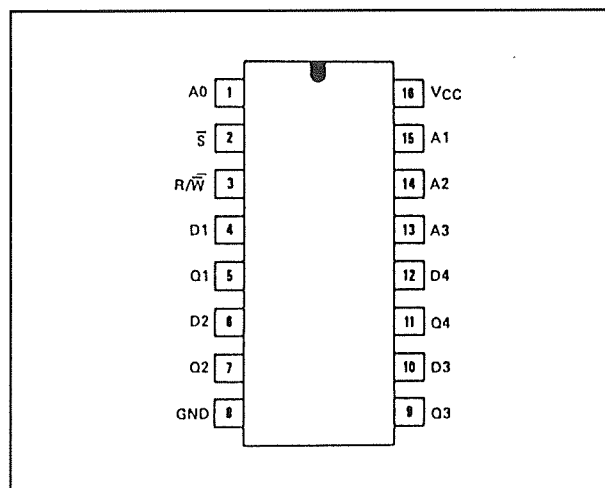 A0 1 16 VCC
S̅ 2 15 A1
R/W̅ 3 14 A2
D1 4 13 A3
Q1 5 12 D4
D2 6 11 Q4
Q2 7 10 D3
GND 8 9 Q3